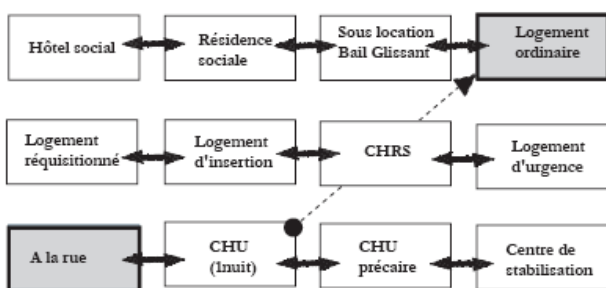 Hôtel social
Résidence
sociale
Sous location
Bail Glissant
Logement
ordinaire
Logement
réquisitionné
Logement
d'insertion
CHRS
Logement
d'urgence
A la rue
CHU
(1nuit)
CHU
précaire
Centre de
stabilisation